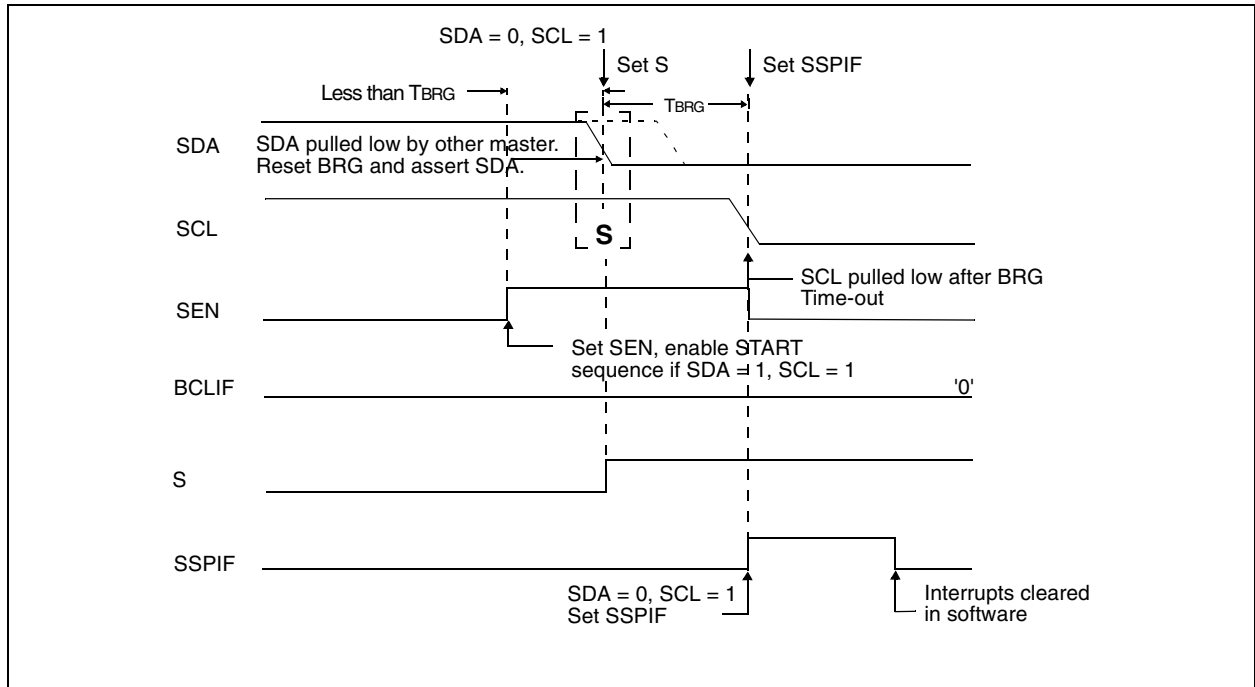 SDA = 0, SCL = 1
Set S
Set SSPIF
Less than TBRG
TBRG
SDA
SDA pulled low by other master.
Reset BRG and assert SDA.
SCL
S
SCL pulled low after BRG
Time-out
SEN
Set SEN, enable START
sequence if SDA = 1, SCL = 1
BCLIF
'0'
S
SSPIF
SDA = 0, SCL = 1
Set SSPIF
Interrupts cleared
in software